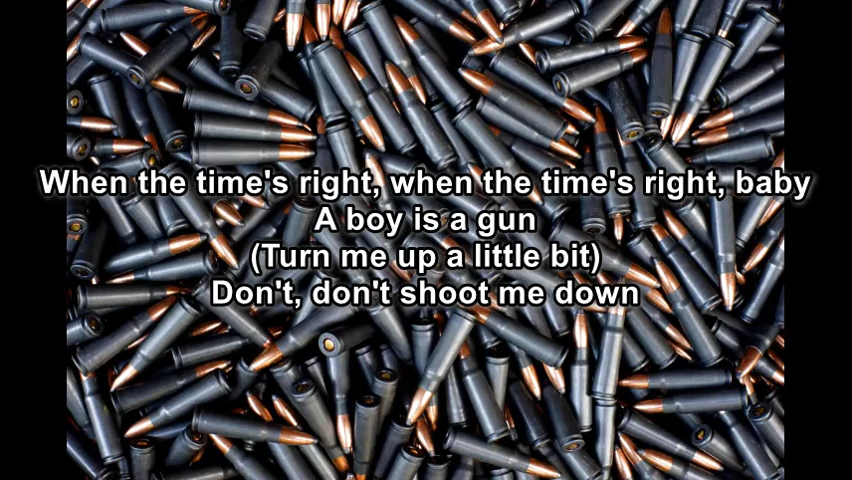 When the time's right, when the time's right, baby
A boy is a gun
(Turn me up a little bit)
Don't, don't shoot me down